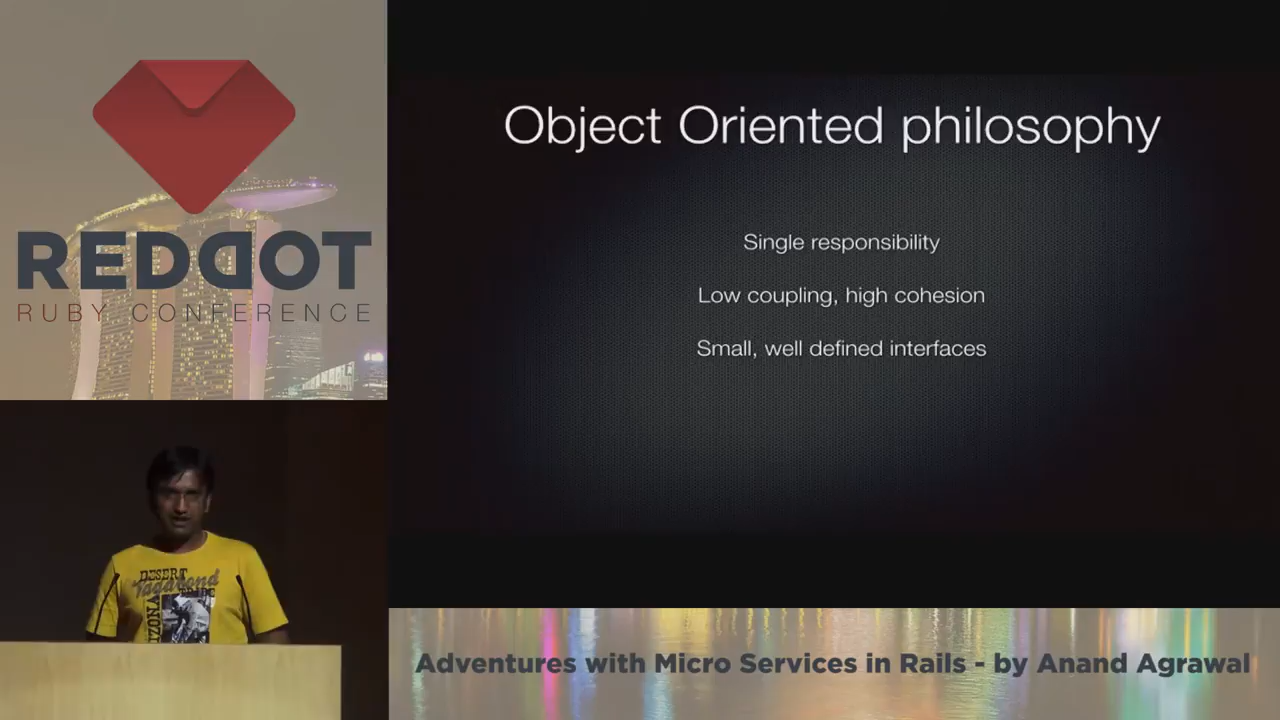 REDDOT
RUBY CONFERENCE
Object Oriented philosophy
Single responsibility
Low coupling, high cohesion
Small, well defined interfaces
DESERT
Vagabond
Adventures with Micro Services in Rails - by Anand Agrawal